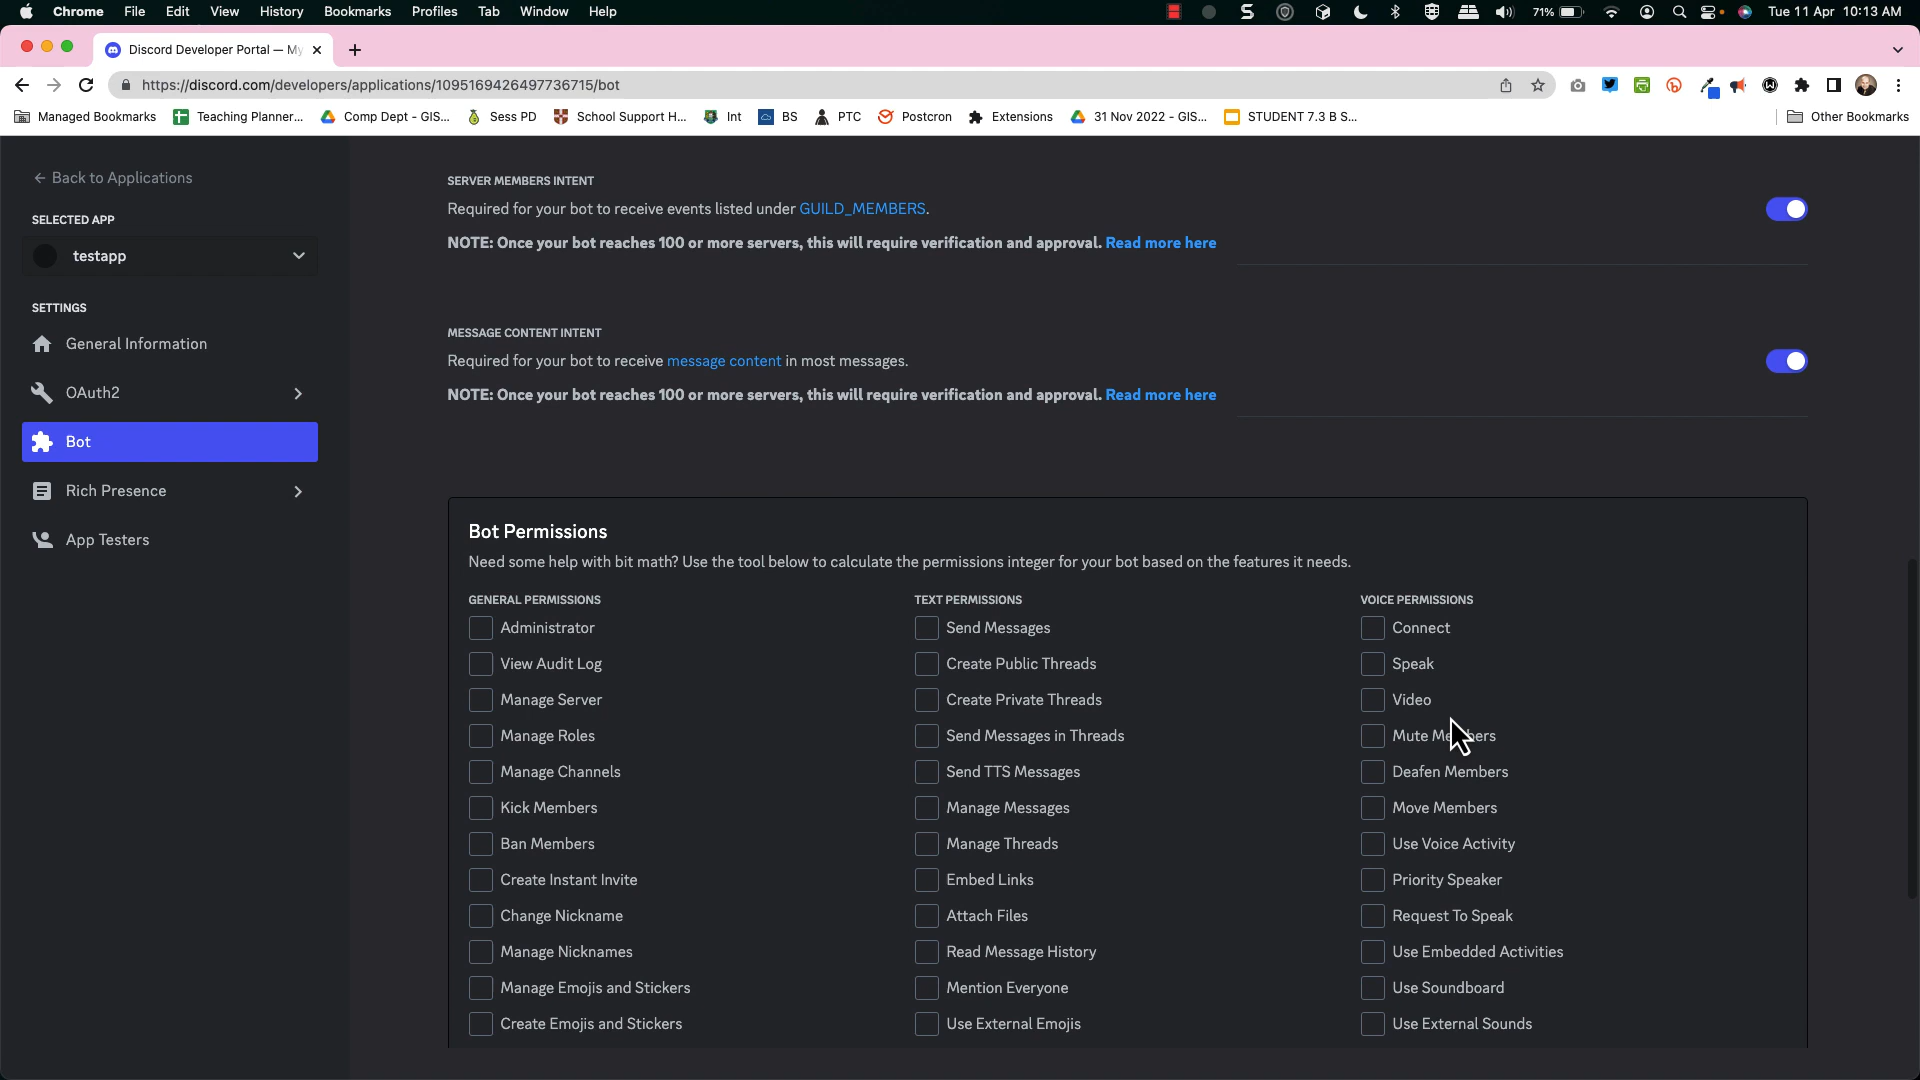 Chrome File Edit View History Bookmarks Profiles Tab Window Help 71% Tue 11 Apr 10:13 AM
Discord Developer Portal — My
https://discord.com/developers/applications/1095169426497736715/bot
Managed Bookmarks Teaching Planner... Comp Dept - GIS... Sess PD School Support H... Int BS PTC Postcron Extensions 31 Nov 2022 - GIS... STUDENT 7.3 B S... Other Bookmarks
← Back to Applications
SELECTED APP
testapp
SETTINGS
General Information
OAuth2
Bot
Rich Presence
App Testers
SERVER MEMBERS INTENT
Required for your bot to receive events listed under GUILD_MEMBERS.
NOTE: Once your bot reaches 100 or more servers, this will require verification and approval. Read more here
MESSAGE CONTENT INTENT
Required for your bot to receive message content in most messages.
NOTE: Once your bot reaches 100 or more servers, this will require verification and approval. Read more here
Bot Permissions
Need some help with bit math? Use the tool below to calculate the permissions integer for your bot based on the features it needs.
GENERAL PERMISSIONS
Administrator
View Audit Log
Manage Server
Manage Roles
Manage Channels
Kick Members
Ban Members
Create Instant Invite
Change Nickname
Manage Nicknames
Manage Emojis and Stickers
Create Emojis and Stickers
TEXT PERMISSIONS
Send Messages
Create Public Threads
Create Private Threads
Send Messages in Threads
Send TTS Messages
Manage Messages
Manage Threads
Embed Links
Attach Files
Read Message History
Mention Everyone
Use External Emojis
VOICE PERMISSIONS
Connect
Speak
Video
Mute Members
Deafen Members
Move Members
Use Voice Activity
Priority Speaker
Request To Speak
Use Embedded Activities
Use Soundboard
Use External Sounds